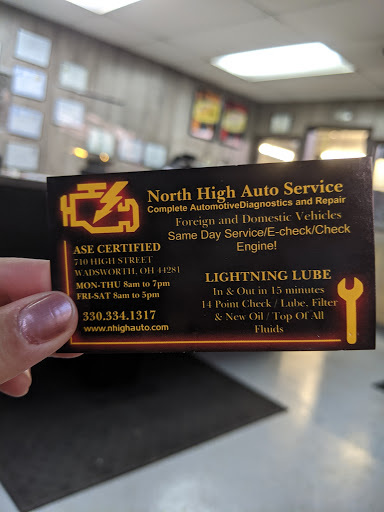 North High Auto Service
Complete AutomotiveDiagnostics and Repair
Foreign and Domestic Vehicles
Same Day Service/E-check/Check
Engine!
ASE CERTIFIED
710 HIGH STREET
WADSWORTH, OH 44281
MON-THU 8am to 7pm
FRI-SAT 8am to 5pm
330.334.1317
www.nhighauto.com
LIGHTNING LUBE
In & Out in 15 minutes
14 Point Check / Lube, Filter
& New Oil / Top Of All
Fluids